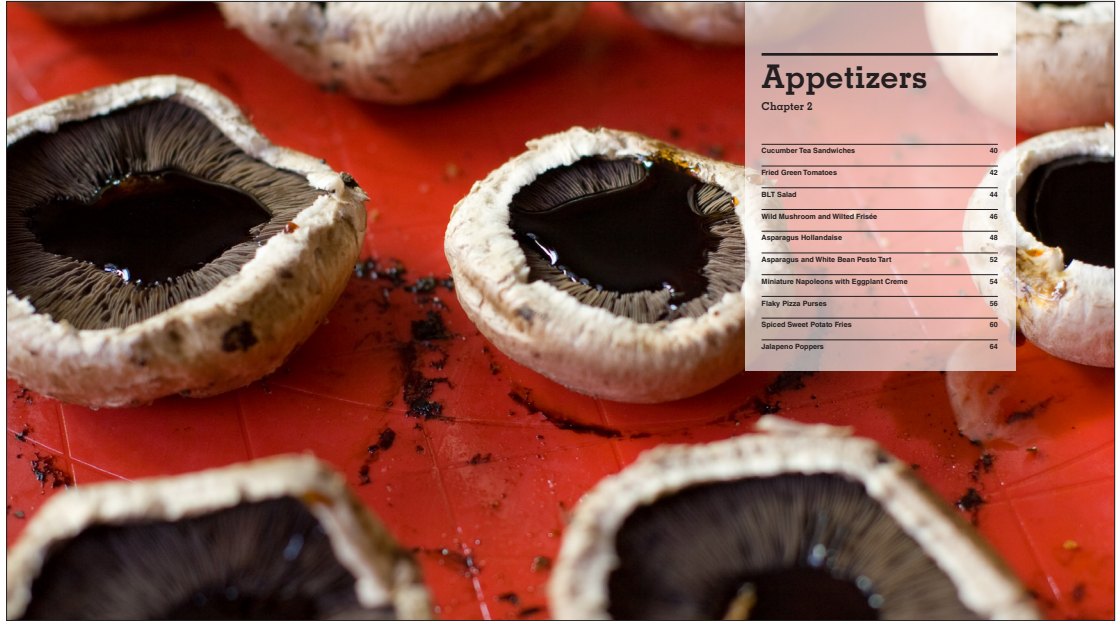 Appetizers
Chapter 2
Cucumber Tea Sandwiches 40
Fried Green Tomatoes 42
BLT Salad 44
Wild Mushroom and Wilted Frisée 46
Asparagus Hollandaise 48
Asparagus and White Bean Pesto Tart 52
Miniature Napoleons with Eggplant Creme 54
Flaky Pizza Purses 56
Spiced Sweet Potato Fries 60
Jalapeno Poppers 64